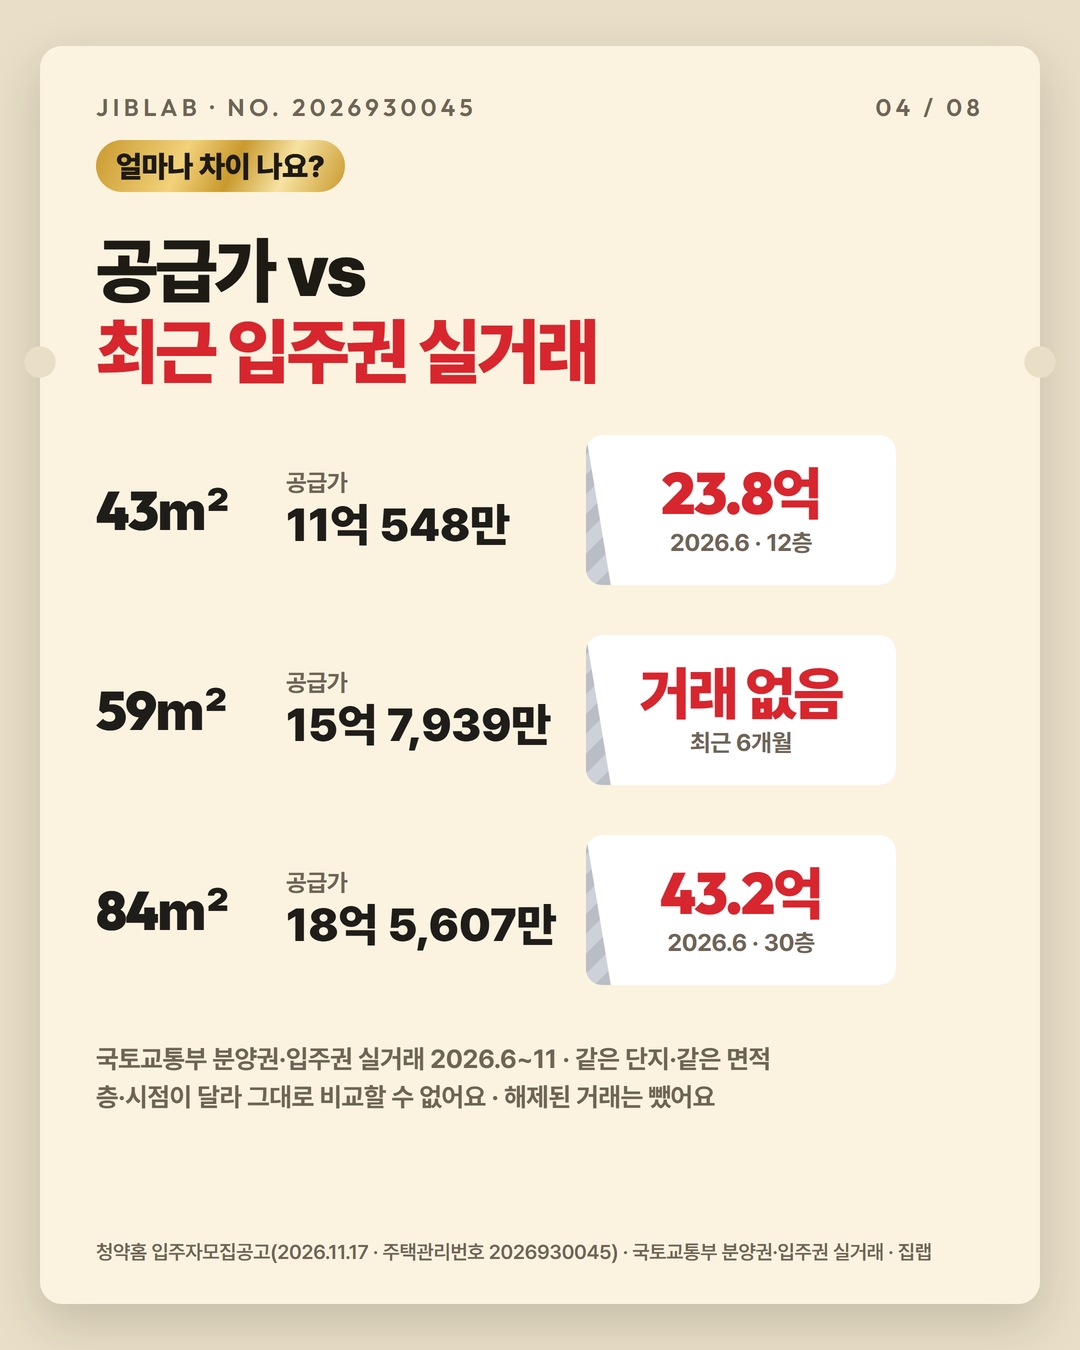 JIBLAB · NO. 2026930045
04 / 08
얼마나 차이 나요?
공급가 vs
최근 입주권 실거래
43m²
공급가
11억 548만
23.8억
2026.6 · 12층
59m²
공급가
15억 7,939만
거래 없음
최근 6개월
84m²
공급가
18억 5,607만
43.2억
2026.6 · 30층
국토교통부 분양권·입주권 실거래 2026.6~11 · 같은 단지·같은 면적
층·시점이 달라 그대로 비교할 수 없어요 · 해제된 거래는 뺐어요
청약홈 입주자모집공고(2026.11.17 · 주택관리번호 2026930045) · 국토교통부 분양권·입주권 실거래 · 집랩